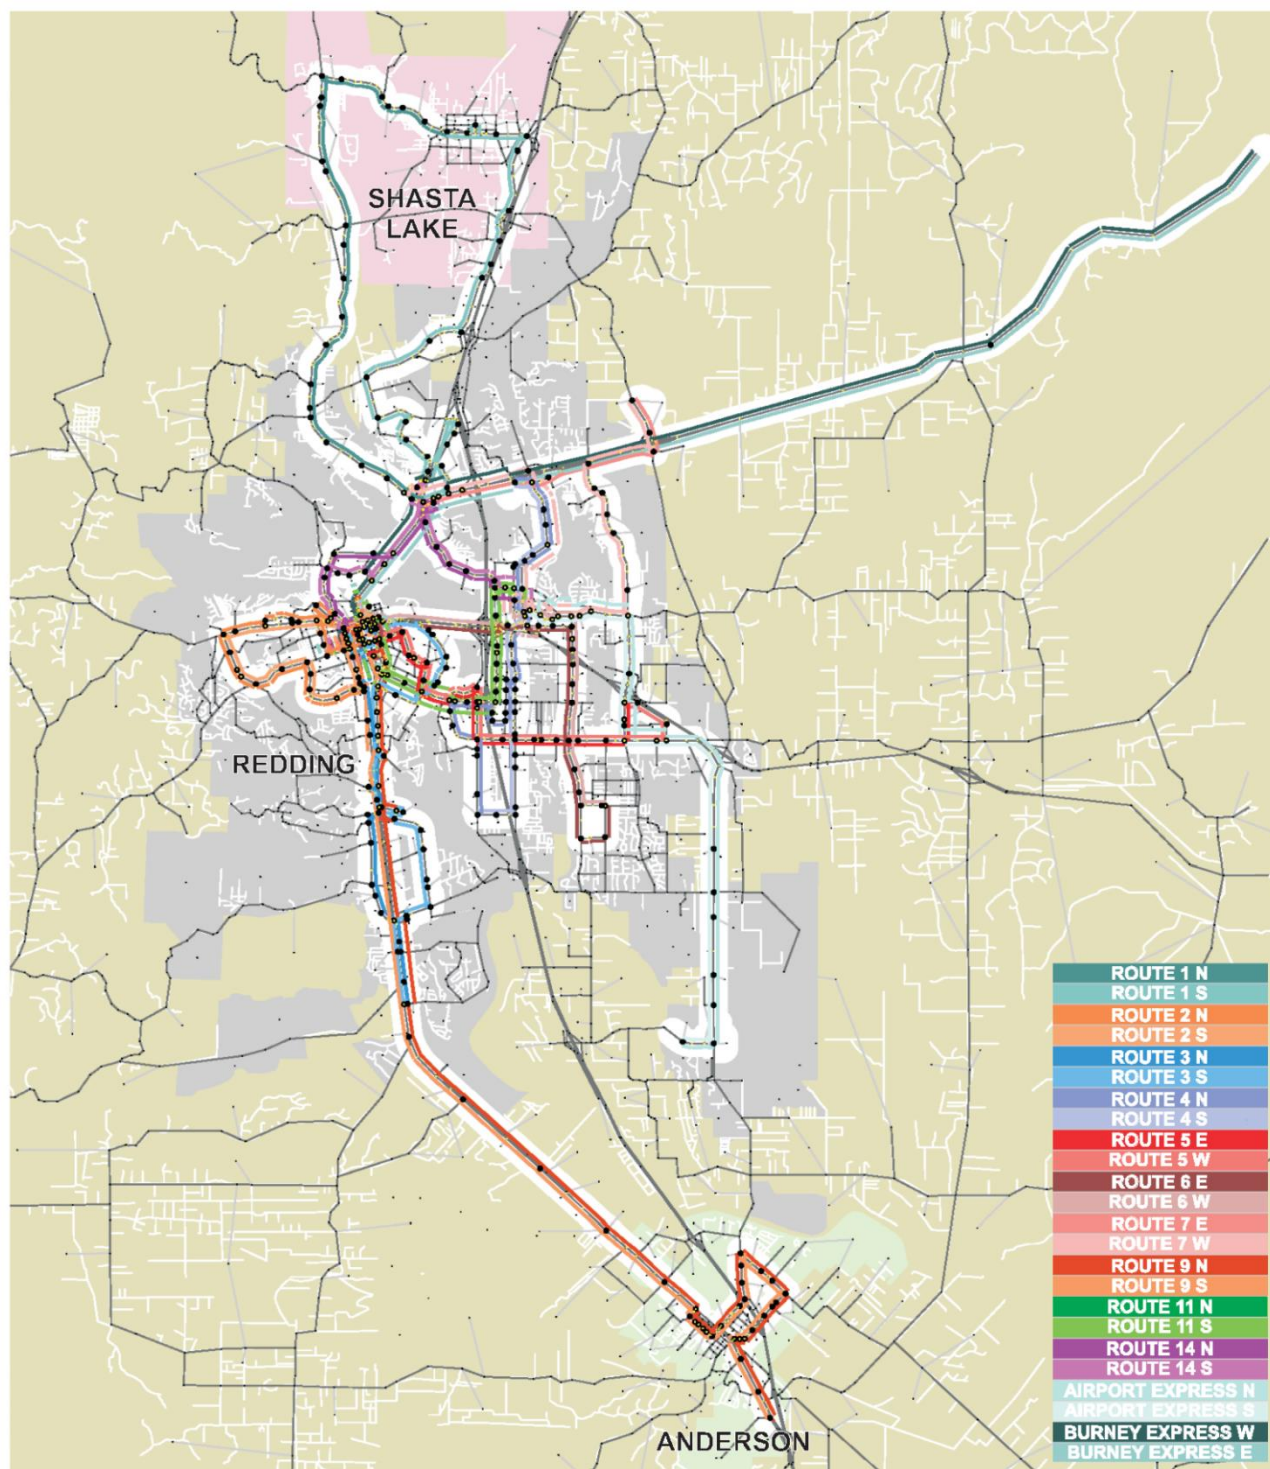 SHASTA
LAKE
REDDING
ROUTE 1 N
ROUTE 1 S
ROUTE 2 N
ROUTE 2 S
ROUTE 3 N
ROUTE 3 S
ROUTE 4 N
ROUTE 4 S
ROUTE 5 E
ROUTE 5 W
ROUTE 6 E
ROUTE 6 W
ROUTE 7 E
ROUTE 7 W
ROUTE 9 N
ROUTE 9 S
ROUTE 11 N
ROUTE 11 S
ROUTE 14 N
ROUTE 14 S
AIRPORT EXPRESS N
AIRPORT EXPRESS S
BURNEY EXPRESS W
BURNEY EXPRESS E
ANDERSON